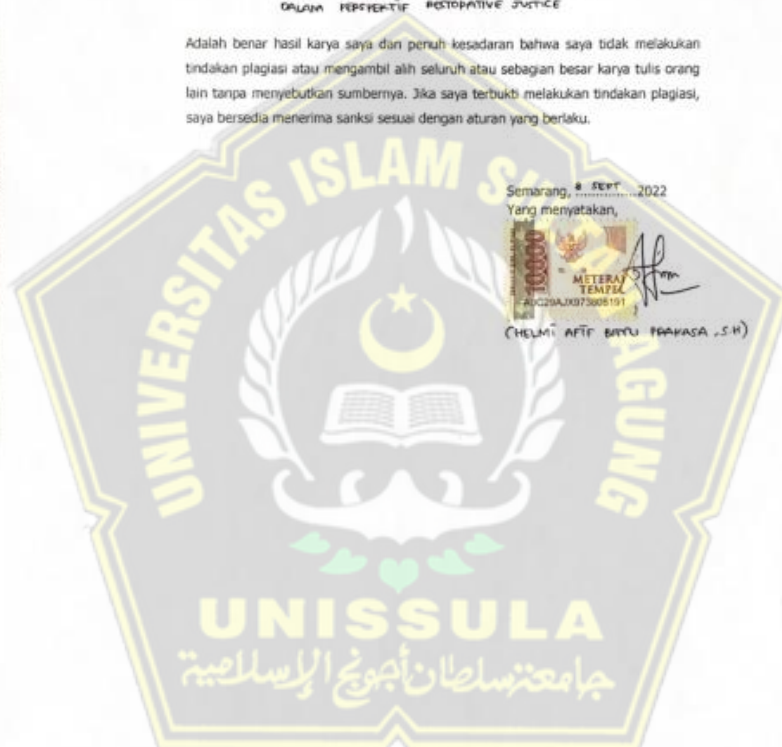 DALAM PERSPEKTIF RESTORATIVE JUSTICE
Adalah benar hasil karya saya dan penuh kesadaran bahwa saya tidak melakukan
tindakan plagiasi atau mengambil alih seluruh atau sebagian besar karya tulis orang
lain tanpa menyebutkan sumbernya. Jika saya terbukti melakukan tindakan plagiasi,
saya bersedia menerima sanksi sesuai dengan aturan yang berlaku.
Semarang, 8 SEPT 2022
Yang menyatakan,
10000
METERAI
TEMPEL
(HELMI AFIF BAYU PRAKASA .S.H)
UNIVERSITAS ISLAM SULTAN AGUNG
UNISSULA
جامعة سلطان أجونج الإسلامية